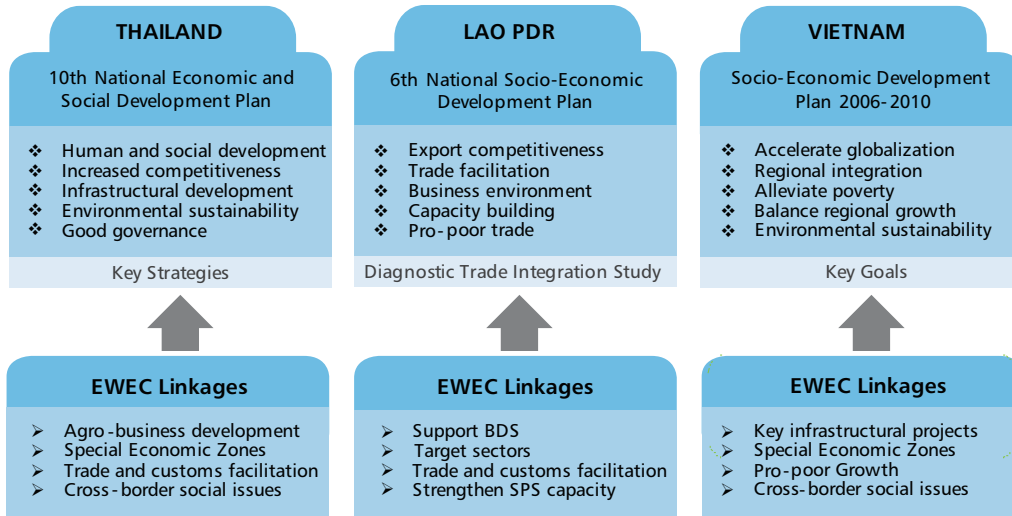 THAILAND
10th National Economic and
Social Development Plan
❖ Human and social development
❖ Increased competitiveness
❖ Infrastructural development
❖ Environmental sustainability
❖ Good governance
Key Strategies
EWEC Linkages
➢ Agro-business development
➢ Special Economic Zones
➢ Trade and customs facilitation
➢ Cross-border social issues
LAO PDR
6th National Socio-Economic
Development Plan
❖ Export competitiveness
❖ Trade facilitation
❖ Business environment
❖ Capacity building
❖ Pro-poor trade
Diagnostic Trade Integration Study
EWEC Linkages
➢ Support BDS
➢ Target sectors
➢ Trade and customs facilitation
➢ Strengthen SPS capacity
VIETNAM
Socio-Economic Development
Plan 2006-2010
❖ Accelerate globalization
❖ Regional integration
❖ Alleviate poverty
❖ Balance regional growth
❖ Environmental sustainability
Key Goals
EWEC Linkages
➢ Key infrastructural projects
➢ Special Economic Zones
➢ Pro-poor Growth
➢ Cross-border social issues